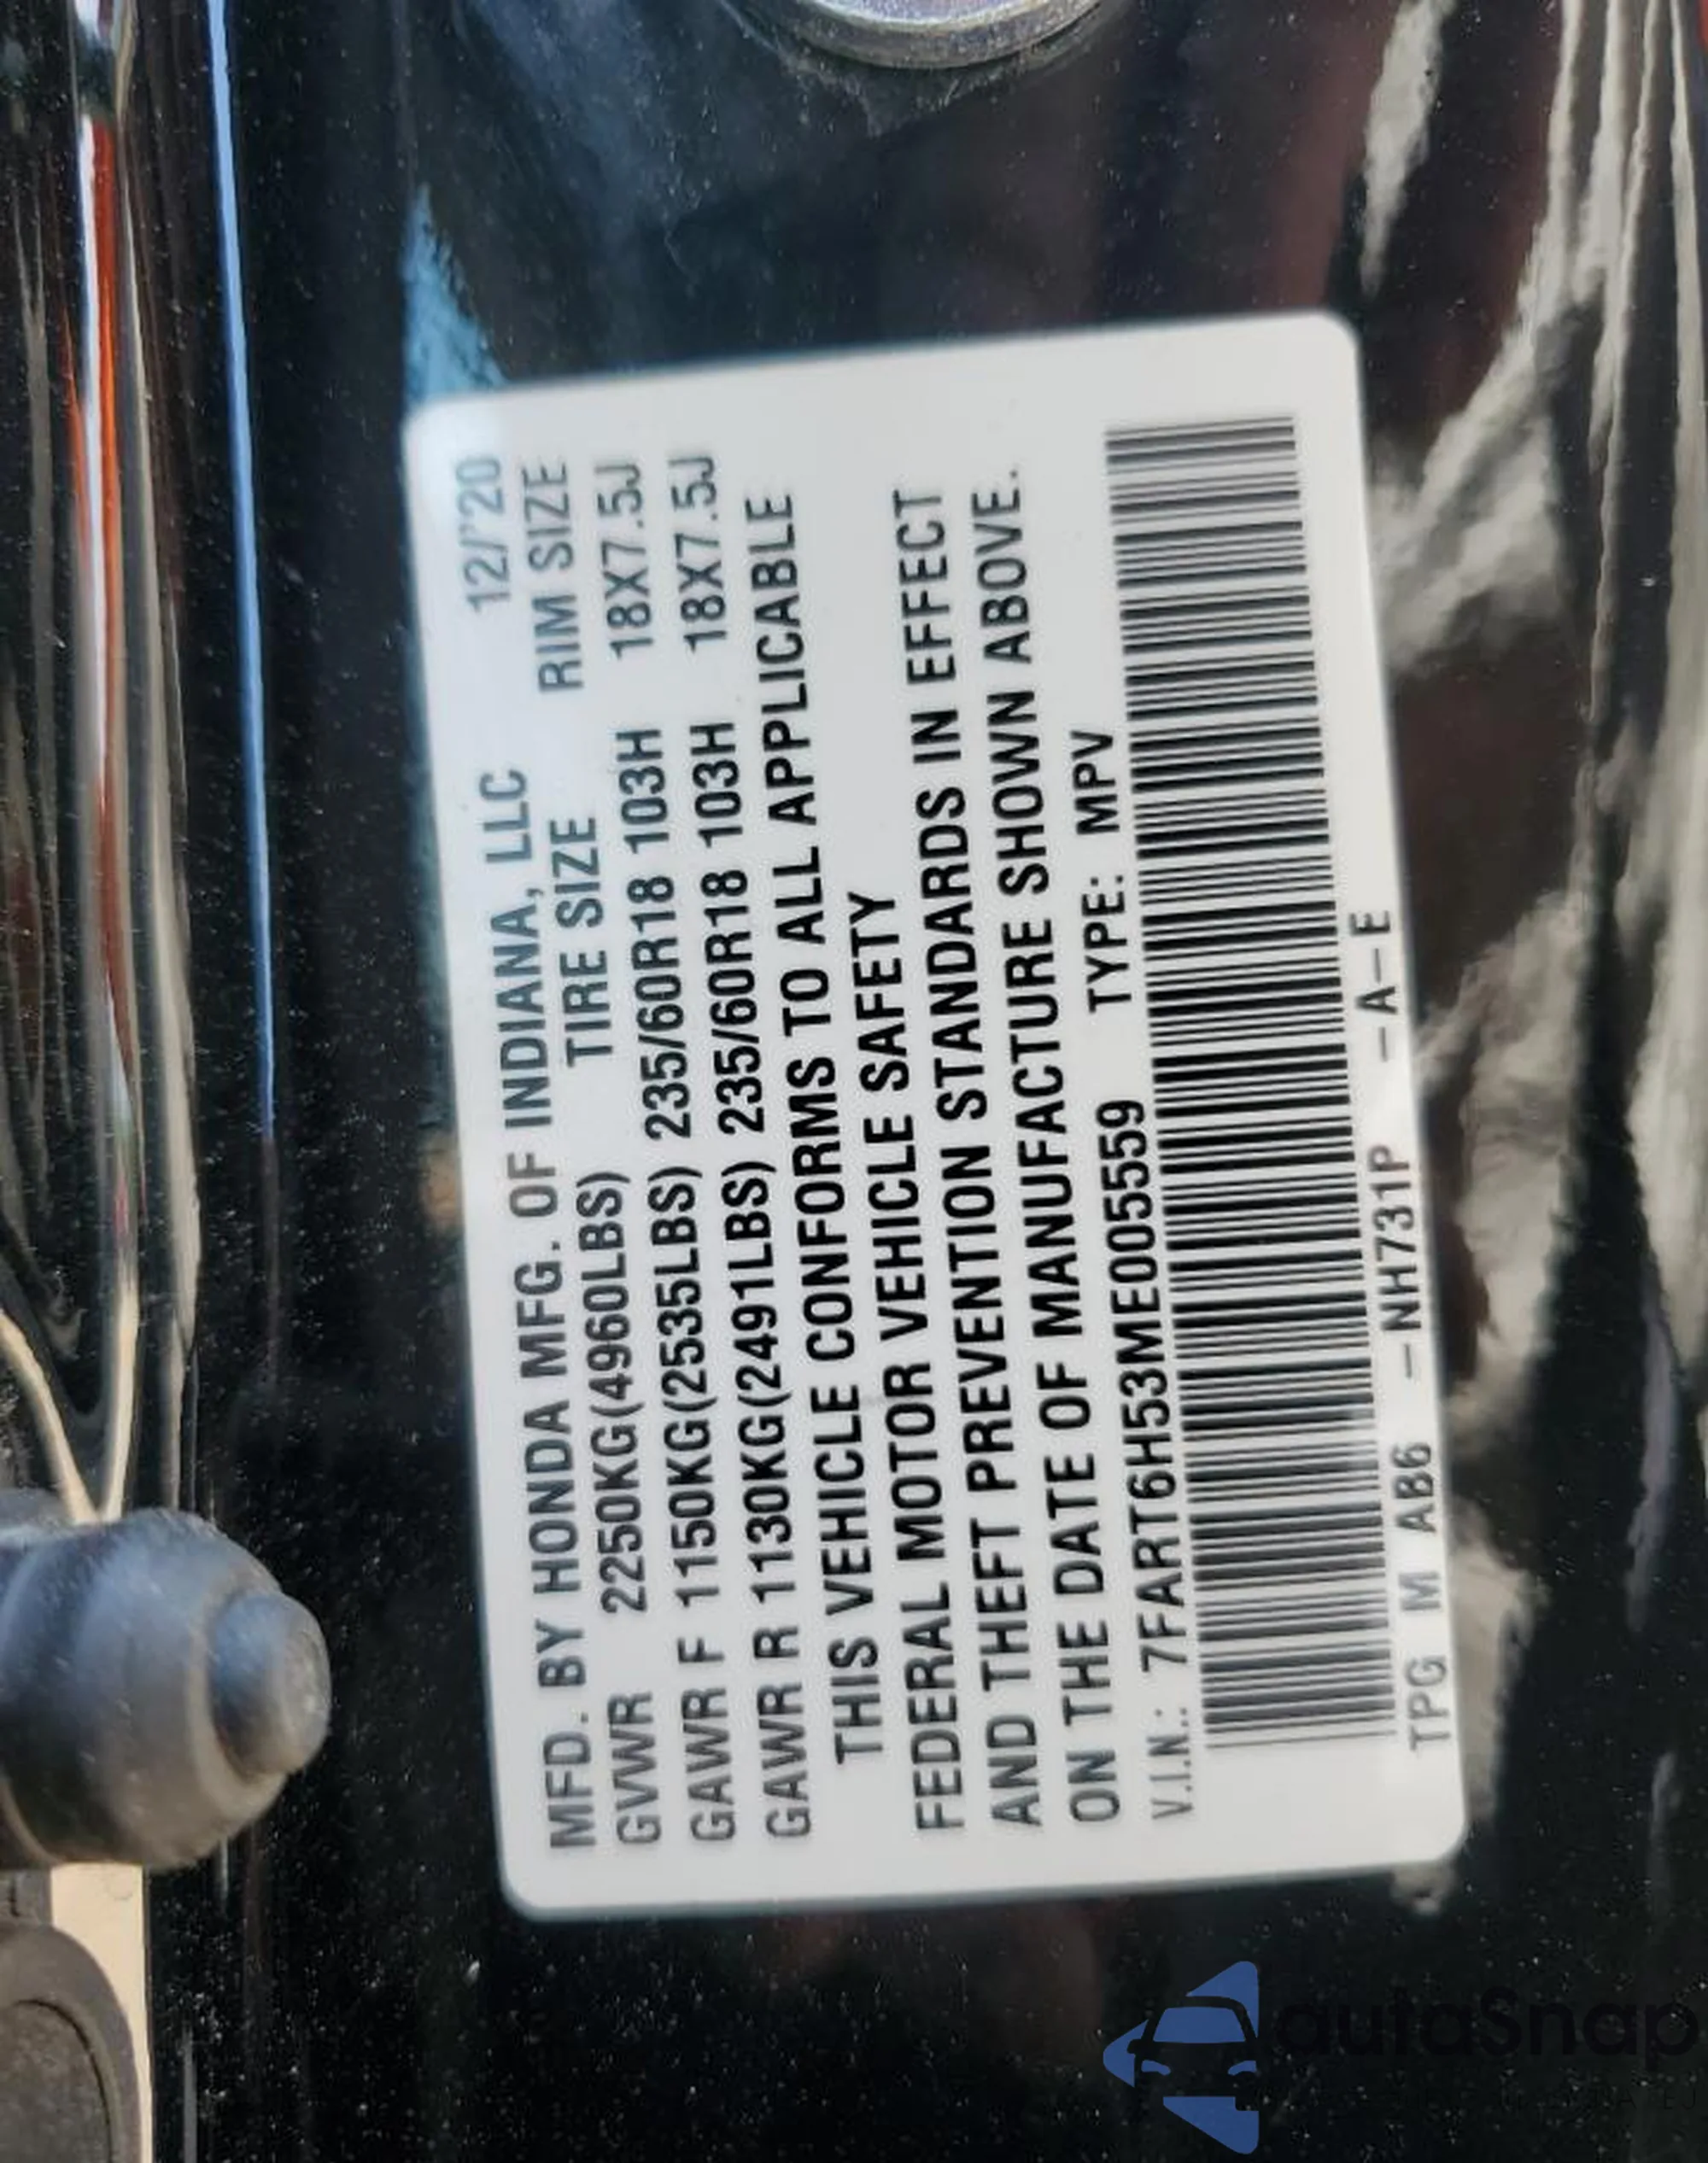 MFD. BY HONDA MFG. OF INDIANA, LLC 12/'20
TIRE SIZE RIM SIZE
GVWR 2250KG(4960LBS)
GAWR F 1150KG(2535LBS) 235/60R18 103H 18X7.5J
GAWR R 1130KG(2491LBS) 235/60R18 103H 18X7.5J
THIS VEHICLE CONFORMS TO ALL APPLICABLE
FEDERAL MOTOR VEHICLE SAFETY
AND THEFT PREVENTION STANDARDS IN EFFECT
ON THE DATE OF MANUFACTURE SHOWN ABOVE.
V.I.N.: 7FART6H53ME005559 TYPE: MPV
TPG M AB6 -NH731P -A-E
autaSnap